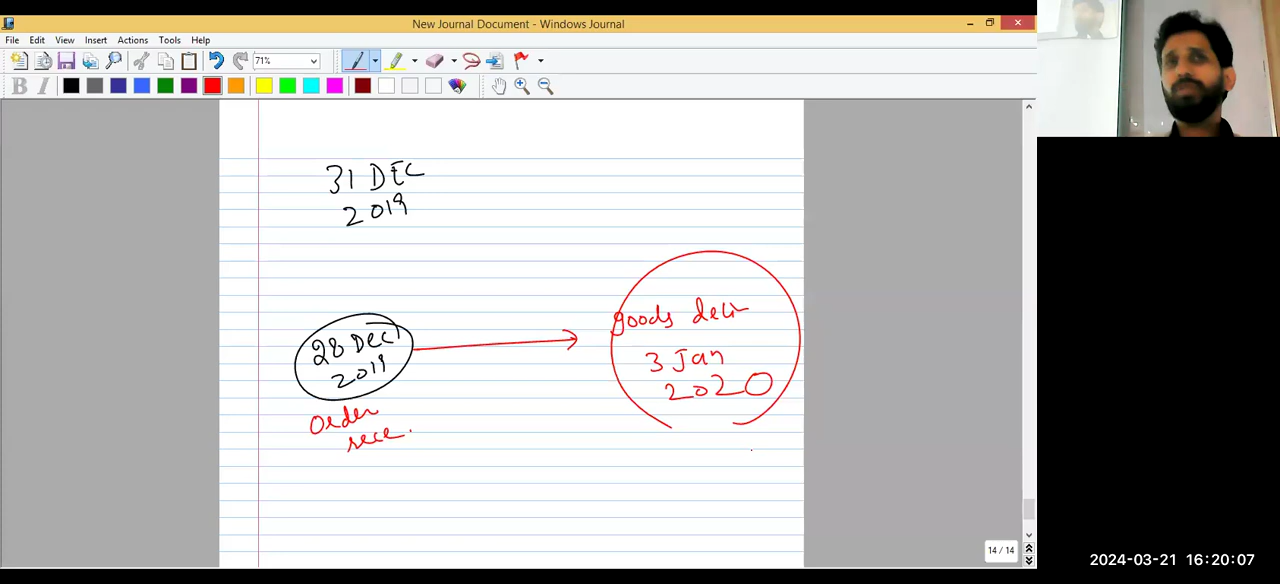 New Journal Document - Windows Journal
File Edit View Insert Actions Tools Help
71%
B I
31 DEC
2019
28 Dec
2019
Order
rece.
goods deli
3 Jan
2020
14 / 14
2024-03-21 16:20:07